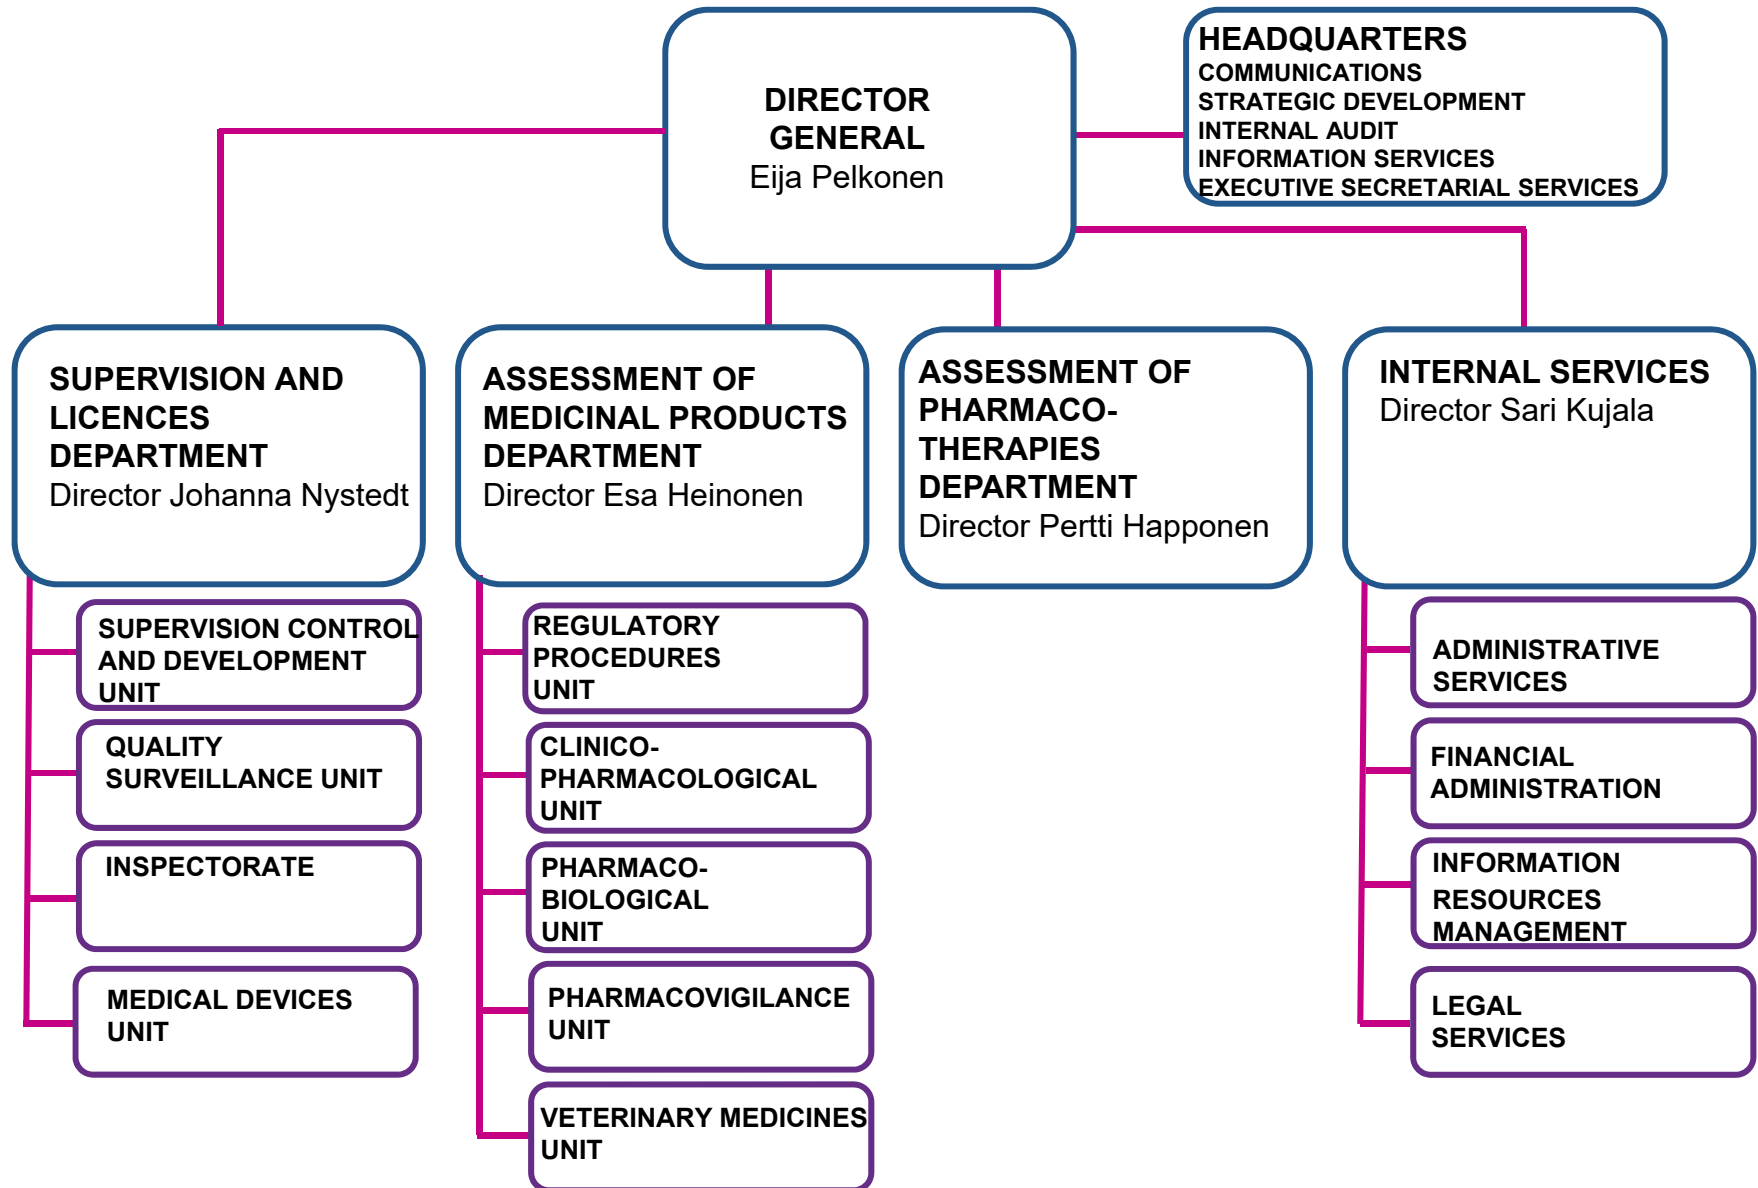 DIRECTOR
GENERAL
Eija Pelkonen
HEADQUARTERS
COMMUNICATIONS
STRATEGIC DEVELOPMENT
INTERNAL AUDIT
INFORMATION SERVICES
EXECUTIVE SECRETARIAL SERVICES
SUPERVISION AND
LICENCES
DEPARTMENT
Director Johanna Nystedt
ASSESSMENT OF
MEDICINAL PRODUCTS
DEPARTMENT
Director Esa Heinonen
ASSESSMENT OF
PHARMACO-
THERAPIES
DEPARTMENT
Director Pertti Happonen
INTERNAL SERVICES
Director Sari Kujala
SUPERVISION CONTROL
AND DEVELOPMENT
UNIT
QUALITY
SURVEILLANCE UNIT
INSPECTORATE
MEDICAL DEVICES
UNIT
REGULATORY
PROCEDURES
UNIT
CLINICO-
PHARMACOLOGICAL
UNIT
PHARMACO-
BIOLOGICAL
UNIT
PHARMACOVIGILANCE
UNIT
VETERINARY MEDICINES
UNIT
ADMINISTRATIVE
SERVICES
FINANCIAL
ADMINISTRATION
INFORMATION
RESOURCES
MANAGEMENT
LEGAL
SERVICES